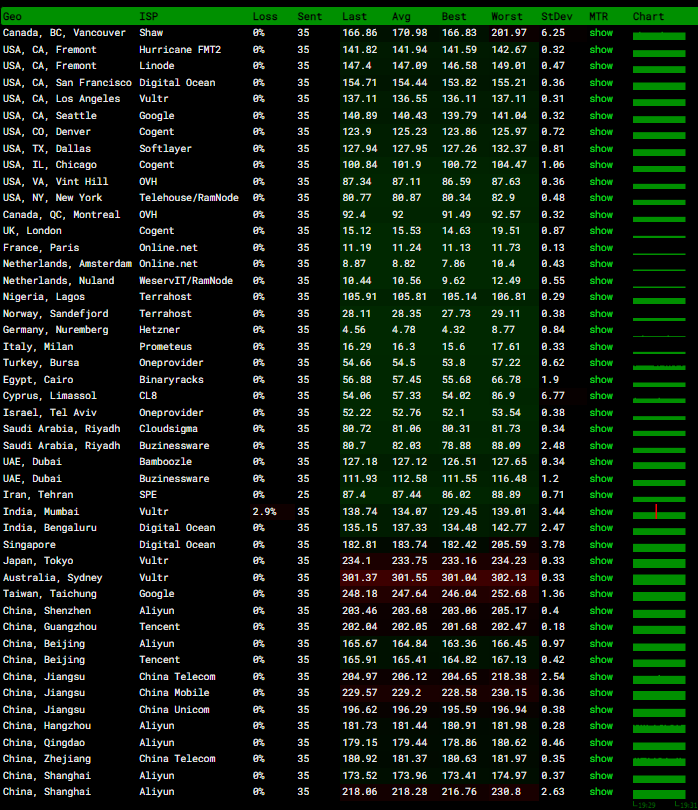 Geo ISP Loss Sent Last Avg Best Worst StDev MTR Chart
Canada, BC, Vancouver Shaw 0% 35 166.86 170.98 166.83 201.97 6.25 show
USA, CA, Fremont Hurricane FMT2 0% 35 141.82 141.94 141.59 142.67 0.32 show
USA, CA, Fremont Linode 0% 35 147.4 147.09 146.58 149.01 0.47 show
USA, CA, San Francisco Digital Ocean 0% 35 154.71 154.44 153.82 155.21 0.36 show
USA, CA, Los Angeles Vultr 0% 35 137.11 136.55 136.11 137.11 0.31 show
USA, CA, Seattle Google 0% 35 140.89 140.43 139.79 141.04 0.32 show
USA, CO, Denver Cogent 0% 35 123.9 125.23 123.86 125.97 0.72 show
USA, TX, Dallas Softlayer 0% 35 127.94 127.95 127.26 132.37 0.81 show
USA, IL, Chicago Cogent 0% 35 100.84 101.9 100.72 104.47 1.06 show
USA, VA, Vint Hill OVH 0% 35 87.34 87.11 86.59 87.63 0.36 show
USA, NY, New York Telehouse/RamNode 0% 35 80.77 80.87 80.34 82.9 0.48 show
Canada, QC, Montreal OVH 0% 35 92.4 92 91.49 92.57 0.32 show
UK, London Cogent 0% 35 15.12 15.53 14.63 19.51 0.87 show
France, Paris Online.net 0% 35 11.19 11.24 11.13 11.73 0.13 show
Netherlands, Amsterdam Online.net 0% 35 8.87 8.82 7.86 10.4 0.43 show
Netherlands, Nuland WeservIT/RamNode 0% 35 10.44 10.56 9.62 12.49 0.55 show
Nigeria, Lagos Terrahost 0% 35 105.91 105.81 105.14 106.81 0.29 show
Norway, Sandefjord Terrahost 0% 35 28.11 28.35 27.73 29.11 0.38 show
Germany, Nuremberg Hetzner 0% 35 4.56 4.78 4.32 8.77 0.84 show
Italy, Milan Prometeus 0% 35 16.29 16.3 15.6 17.61 0.33 show
Turkey, Bursa Oneprovider 0% 35 54.66 54.5 53.8 57.22 0.62 show
Egypt, Cairo Binaryracks 0% 35 56.88 57.45 55.68 66.78 1.9 show
Cyprus, Limassol CL8 0% 35 54.06 57.33 54.02 86.9 6.77 show
Israel, Tel Aviv Oneprovider 0% 35 52.22 52.76 52.1 53.54 0.38 show
Saudi Arabia, Riyadh Cloudsigma 0% 35 80.72 81.06 80.31 81.73 0.34 show
Saudi Arabia, Riyadh Buzinessware 0% 35 80.7 82.03 78.88 88.09 2.48 show
UAE, Dubai Bamboozle 0% 35 127.18 127.12 126.51 127.65 0.34 show
UAE, Dubai Buzinessware 0% 35 111.93 112.58 111.55 116.48 1.2 show
Iran, Tehran SPE 0% 25 87.4 87.44 86.02 88.89 0.71 show
India, Mumbai Vultr 2.9% 35 138.74 134.07 129.45 139.01 3.44 show
India, Bengaluru Digital Ocean 0% 35 135.15 137.33 134.48 142.77 2.47 show
Singapore Digital Ocean 0% 35 182.81 183.74 182.42 205.59 3.78 show
Japan, Tokyo Vultr 0% 35 234.1 233.75 233.16 234.23 0.33 show
Australia, Sydney Vultr 0% 35 301.37 301.55 301.04 302.13 0.33 show
Taiwan, Taichung Google 0% 35 248.18 247.64 246.04 252.68 1.36 show
China, Shenzhen Aliyun 0% 35 203.46 203.68 203.06 205.17 0.4 show
China, Guangzhou Tencent 0% 35 202.04 202.05 201.68 202.47 0.18 show
China, Beijing Aliyun 0% 35 165.67 164.84 163.36 166.45 0.97 show
China, Beijing Tencent 0% 35 165.91 165.41 164.82 167.13 0.42 show
China, Jiangsu China Telecom 0% 35 204.97 206.12 204.65 218.38 2.54 show
China, Jiangsu China Mobile 0% 35 229.57 229.2 228.58 230.15 0.36 show
China, Jiangsu China Unicom 0% 35 196.62 196.29 195.59 196.94 0.38 show
China, Hangzhou Aliyun 0% 35 181.73 181.44 180.91 181.98 0.28 show
China, Qingdao Aliyun 0% 35 179.15 179.44 178.86 180.62 0.46 show
China, Zhejiang China Telecom 0% 35 180.92 181.37 180.63 181.97 0.35 show
China, Shanghai Aliyun 0% 35 173.52 173.96 173.41 174.97 0.37 show
China, Shanghai Aliyun 0% 35 218.06 218.28 216.76 230.8 2.63 show